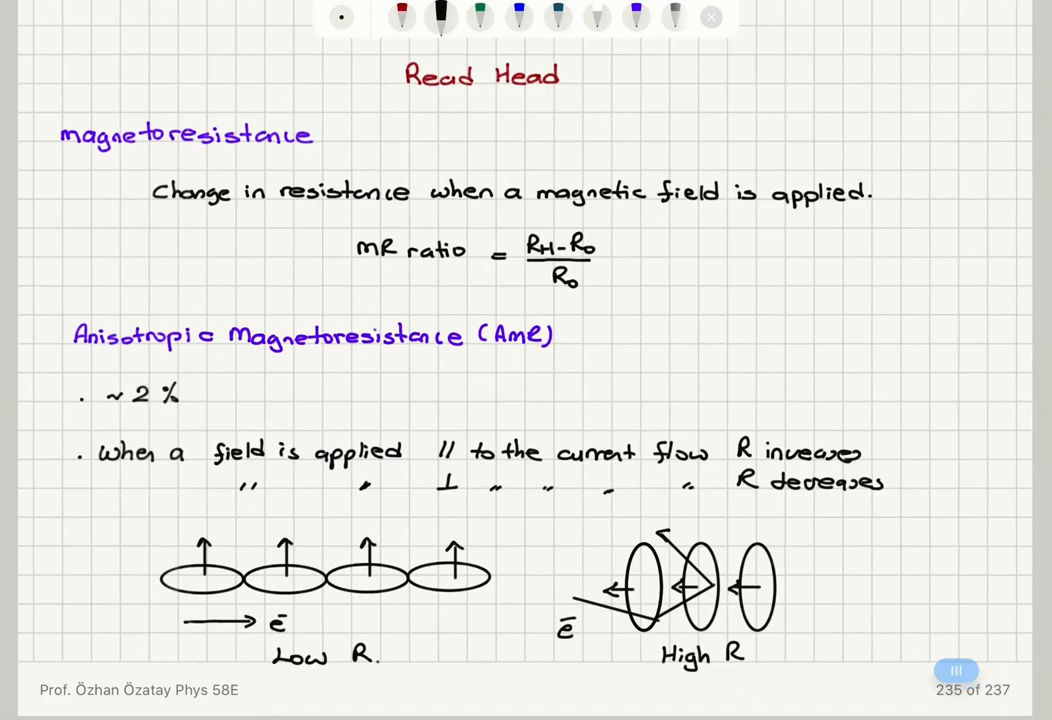 Read Head
magnetoresistance
Change in resistance when a magnetic field is applied.
MR ratio = RH-R0
R0
Anisotropic Magnetoresistance (AMR)
. ~ 2 %
. When a field is applied // to the current flow R increases
" " ⊥ " " " " R decreases
e̅
e̅
Low R.
High R
Prof. Özhan Özatay Phys 58E
235 of 237